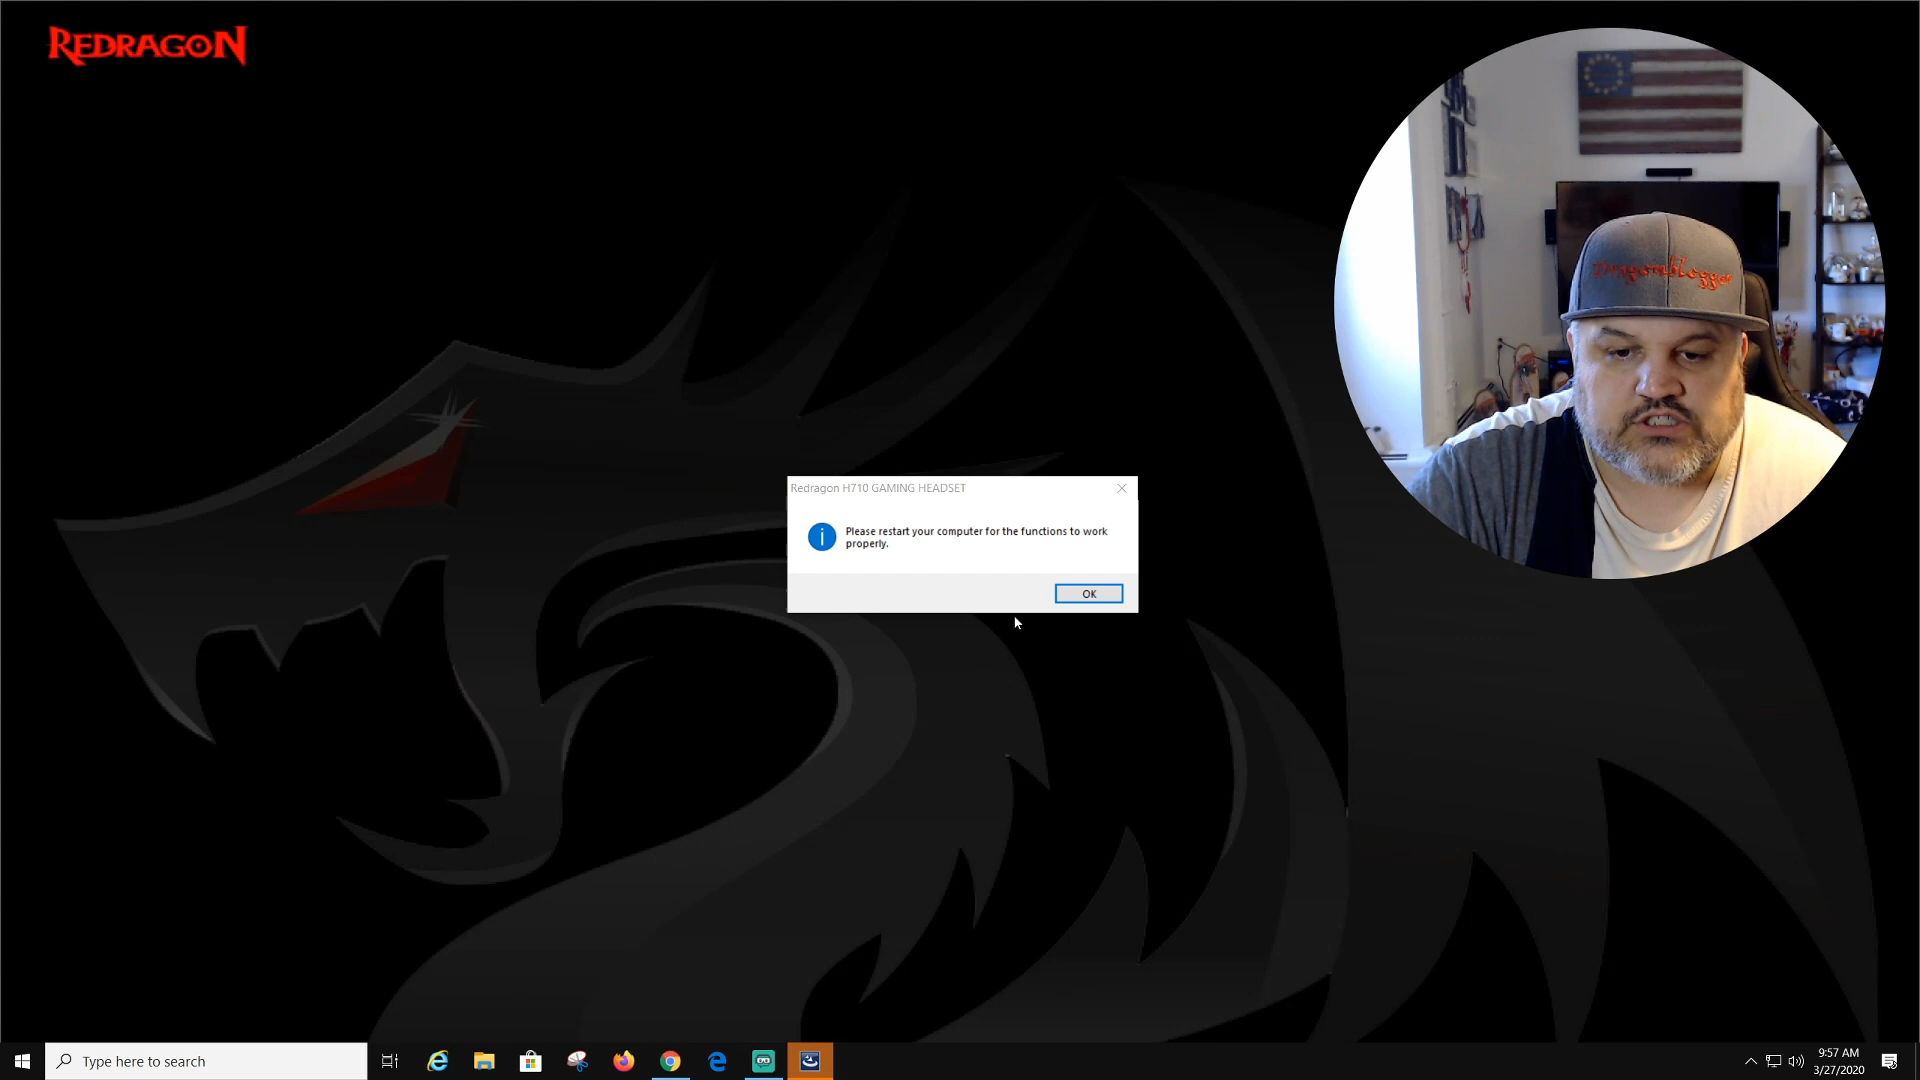 REDRAGON
Dragonblogger
Redragon H710 GAMING HEADSET
Please restart your computer for the functions to work
properly.
OK
Type here to search
9:57 AM
3/27/2020